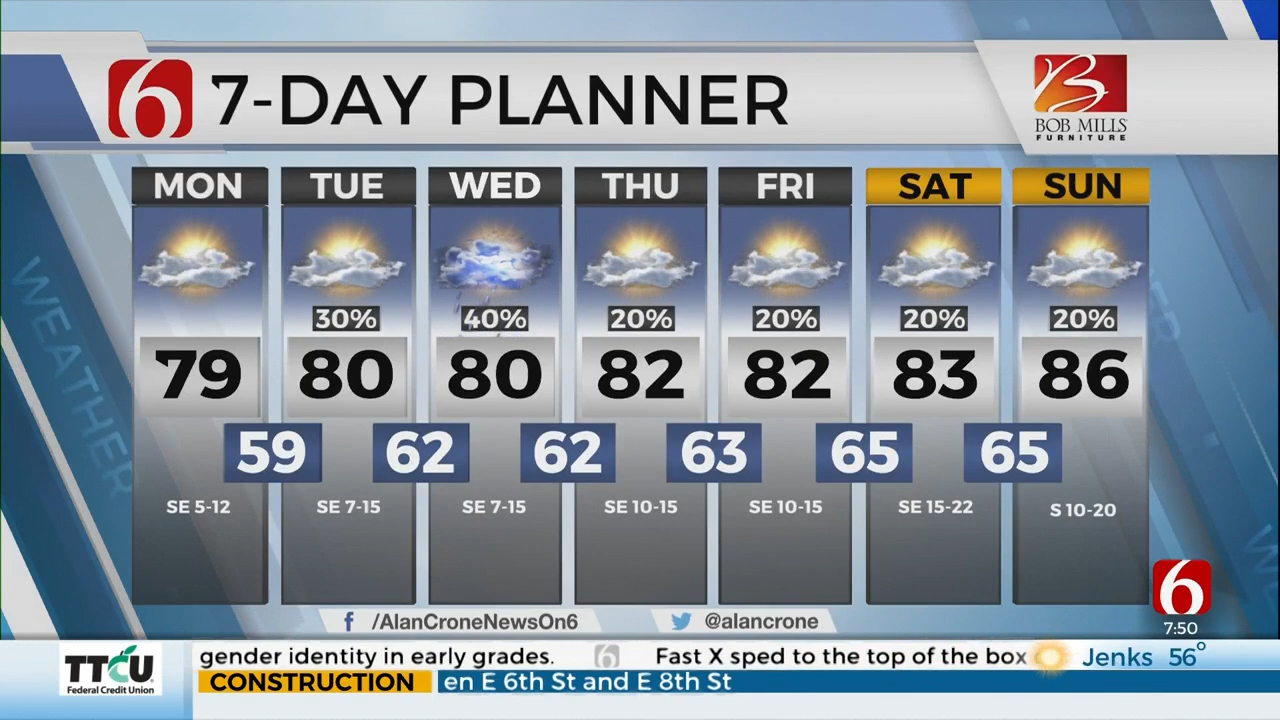 6 7-DAY PLANNER
B
BOB MILLS
FURNITURE
MON TUE WED THU FRI SAT SUN
30% 40% 20% 20% 20% 20%
79 80 80 82 82 83 86
59 62 62 63 65 65
SE 5-12 SE 7-15 SE 7-15 SE 10-15 SE 10-15 SE 15-22 S 10-20
WEATHER
6
7:50
f /AlanCroneNewsOn6 @alancrone
TTCU
Federal Credit Union
gender identity in early grades. 6 Fast X sped to the top of the box
Jenks 56°
CONSTRUCTION en E 6th St and E 8th St